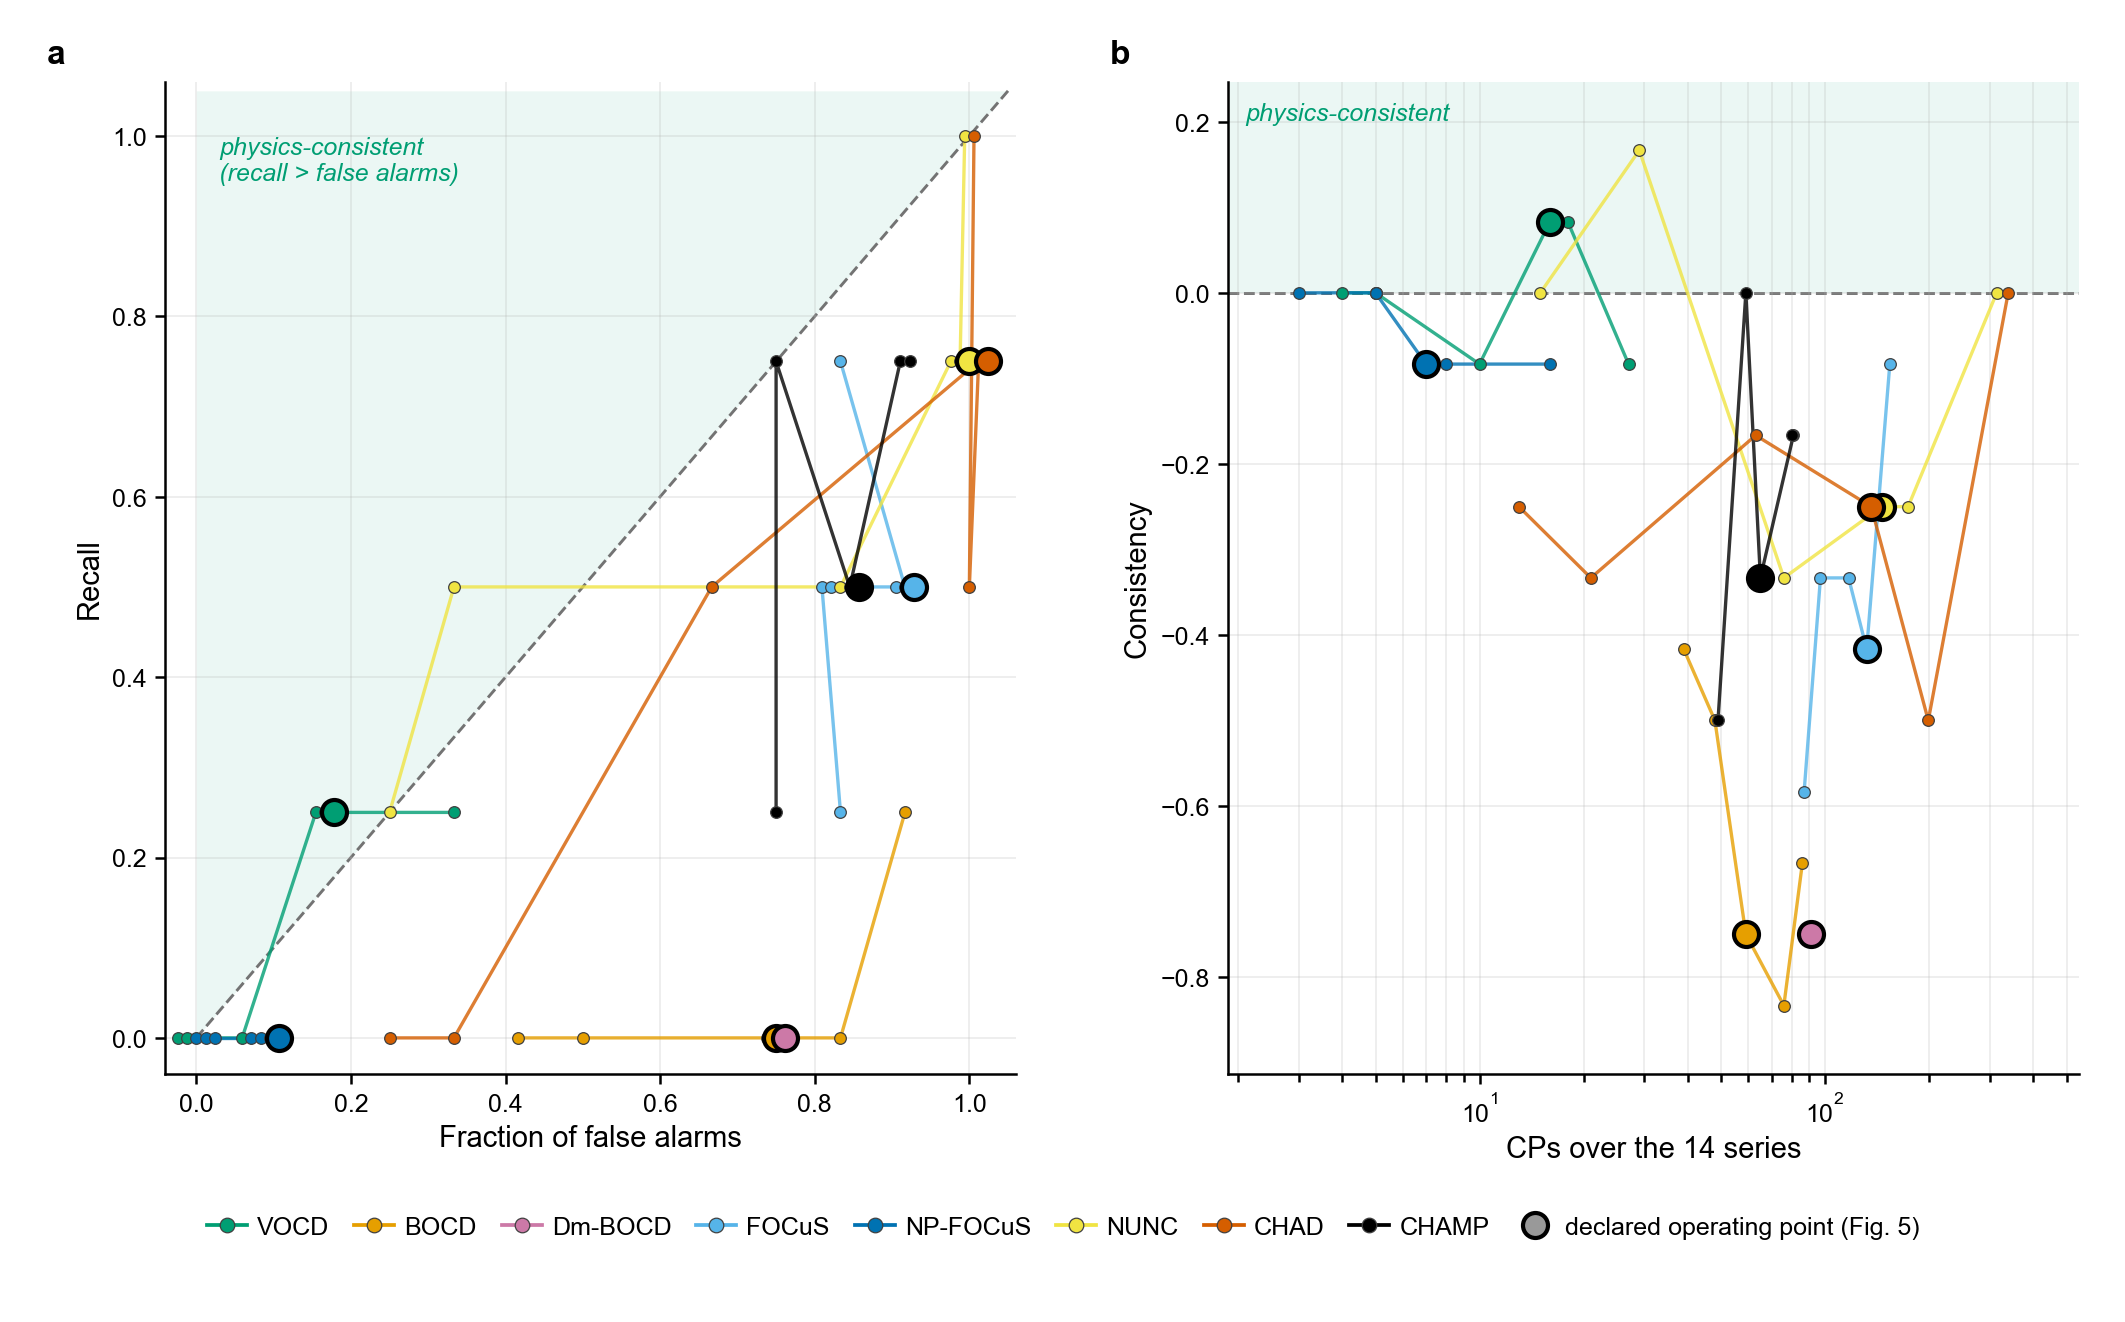 a
physics-consistent
(recall > false alarms)
1.0
0.8
0.6
0.4
0.2
0.0
Recall
0.0 0.2 0.4 0.6 0.8 1.0
Fraction of false alarms
b
physics-consistent
0.2
0.0
−0.2
−0.4
−0.6
−0.8
Consistency
10¹ 10²
CPs over the 14 series
VOCD BOCD Dm-BOCD FOCuS NP-FOCuS NUNC CHAD CHAMP declared operating point (Fig. 5)